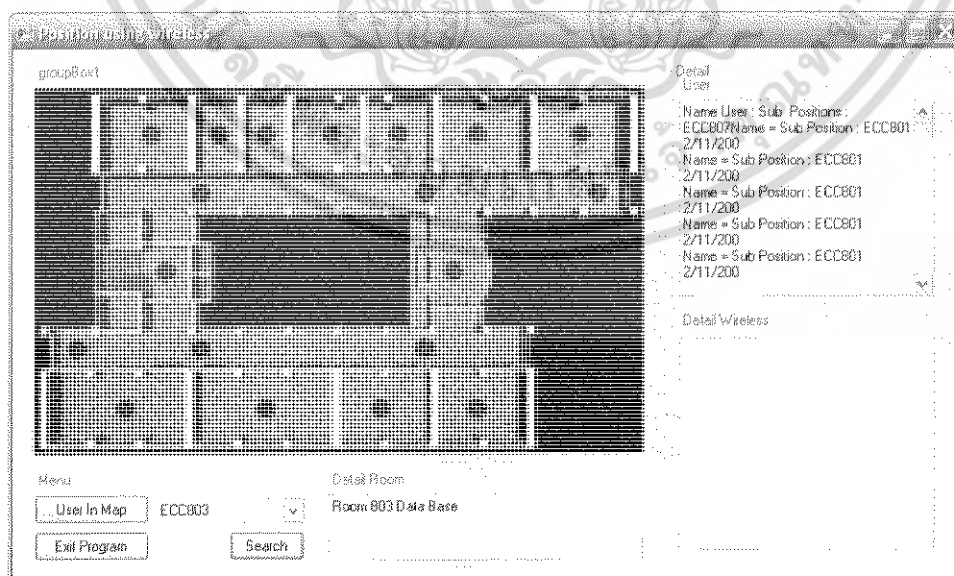 Position using wireless
groupBox1
Detail
User
Name User : Sub Positions :
ECC807Name = Sub Position : ECC801
2/11/200
Name = Sub Position : ECC801
2/11/200
Name = Sub Position : ECC801
2/11/200
Name = Sub Position : ECC801
2/11/200
Name = Sub Position : ECC801
2/11/200
Detail Wireless
Menu
User In Map
ECC803
Exit Program
Search
Detail Room
Room 803 Data Base